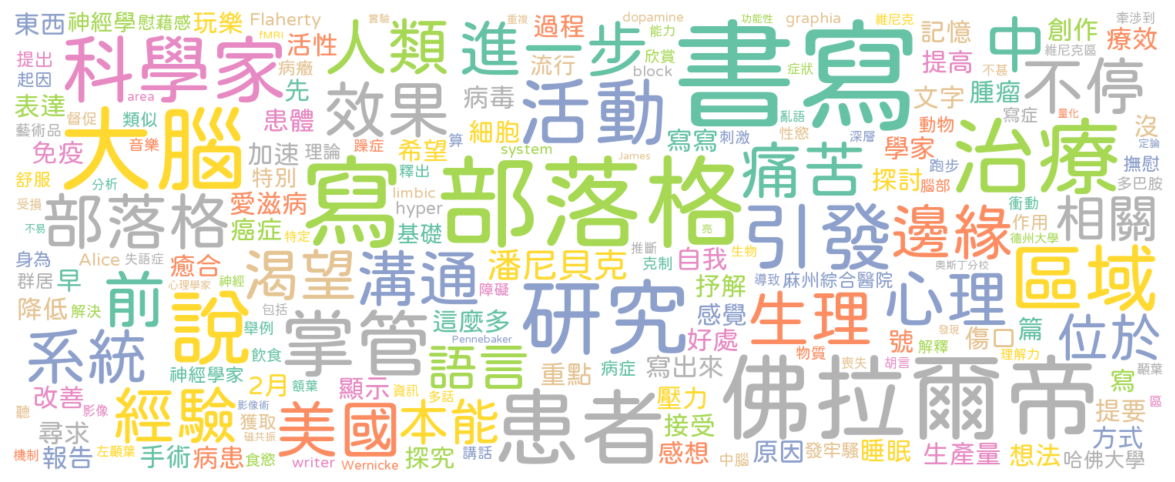 東西 神經學 慰藉感 玩樂 Flaherty 實驗 重複 dopamine 功能性 graphia 維尼克 牽涉到
科學家 人類 進一步 書寫 中 創作 療效
提出 fMRI 活性 過程 能力 記憶 維尼克區
起因 病癥 先 流行 欣賞 block 症狀 提高 不停 不甚
表達 area 患體 效果 病毒 活動 文字 腫瘤 量化
藝術品 督促 類似 大腦 細胞 寫寫 刺激 亂語 動物 寫症 沒 定論
免疫 音樂 躁症 算 性慾 深層 學家
加速 理論 希望 system James 痛苦 治療 跑步 撫慰
舒服 分析 特別 釋出 limbic 寫部落格 探討 腦部 多巴胺
受損 部落格 愛滋病 hyper 引發 邊緣 衝動 相關
不易 特定 癌症 基礎 亮 作用 德州大學
身為 Alice 失語症 推斷 自我 生物 奧斯丁分校
群居 早 心理學家 癒合 渴望 溝通 潘尼貝克 克制 導致 麻州綜合醫院 區域
降低 解決 前 神經 包括 障礙 研究 抒解 生理 心理 發現
說 舉例 掌管 這麼多 Pennebaker 感覺 號 傷口 篇 位於
系統 飲食 語言 好處 物質 解釋 理解力
神經學家 病症 寫出來 佛拉爾帝 喪失 胡言 寫 顳葉
改善 2月 額葉 顯示 資訊 重點 壓力 提要 區
聽 影像 經驗 影像術 獲取 美國 多話 本能 患者 接受
尋求 磁共振 方式
機制 報告 左顳葉 手術 病患 食慾 writer Wernicke 探究 講話 感想 中腦 原因 發牢騷 睡眠 生產量 想法 哈佛大學